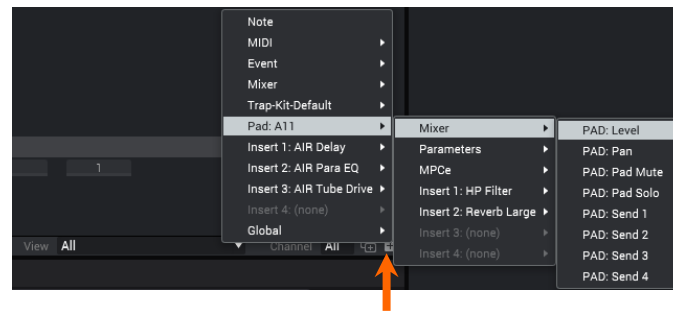 Note
MIDI
Event
Mixer
Trap-Kit-Default
Pad: A11
Insert 1: AIR Delay
Insert 2: AIR Para EQ
Insert 3: AIR Tube Drive
Insert 4: (none)
Global
Mixer
Parameters
MPCe
Insert 1: HP Filter
Insert 2: Reverb Large
Insert 3: (none)
Insert 4: (none)
PAD: Level
PAD: Pan
PAD: Pad Mute
PAD: Pad Solo
PAD: Send 1
PAD: Send 2
PAD: Send 3
PAD: Send 4
1
View All
Channel All